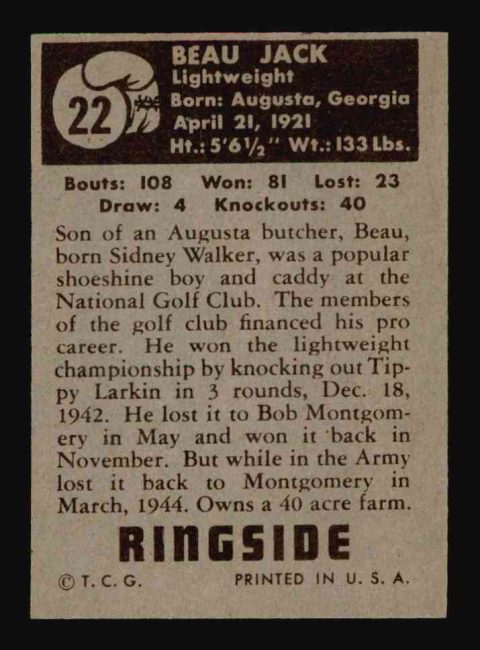 22
BEAU JACK
Lightweight
Born: Augusta, Georgia
April 21, 1921
Ht.: 5'6½" Wt.: 133 Lbs.
Bouts: 108 Won: 81 Lost: 23
Draw: 4 Knockouts: 40
Son of an Augusta butcher, Beau,
born Sidney Walker, was a popular
shoeshine boy and caddy at the
National Golf Club. The members
of the golf club financed his pro
career. He won the lightweight
championship by knocking out Tip-
py Larkin in 3 rounds, Dec. 18,
1942. He lost it to Bob Montgom-
ery in May and won it back in
November. But while in the Army
lost it back to Montgomery in
March, 1944. Owns a 40 acre farm.
RINGSIDE
© T. C. G. PRINTED IN U. S. A.